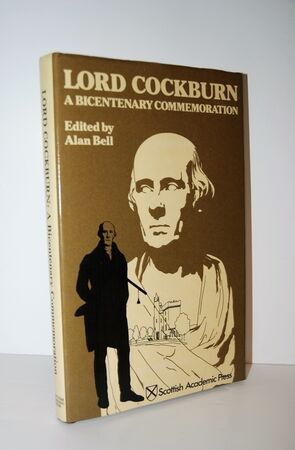 LORD COCKBURN
A BICENTENARY COMMEMORATION
Edited by
Alan Bell
Scottish Academic Press
LORD COCKBURN: A Bicentenary Commemoration